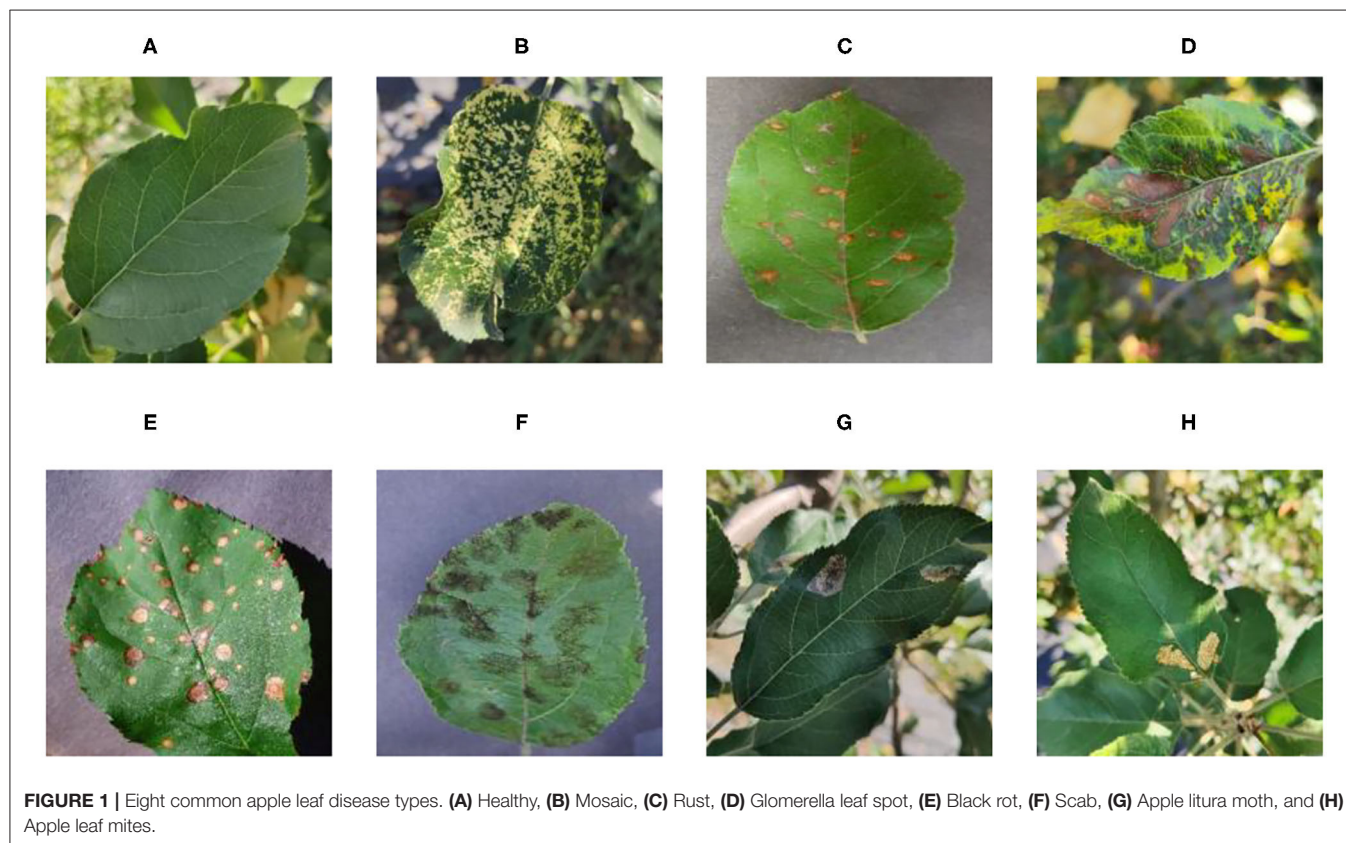 A
B
C
D
E
F
G
H
FIGURE 1 | Eight common apple leaf disease types. (A) Healthy, (B) Mosaic, (C) Rust, (D) Glomerella leaf spot, (E) Black rot, (F) Scab, (G) Apple litura moth, and (H)
Apple leaf mites.